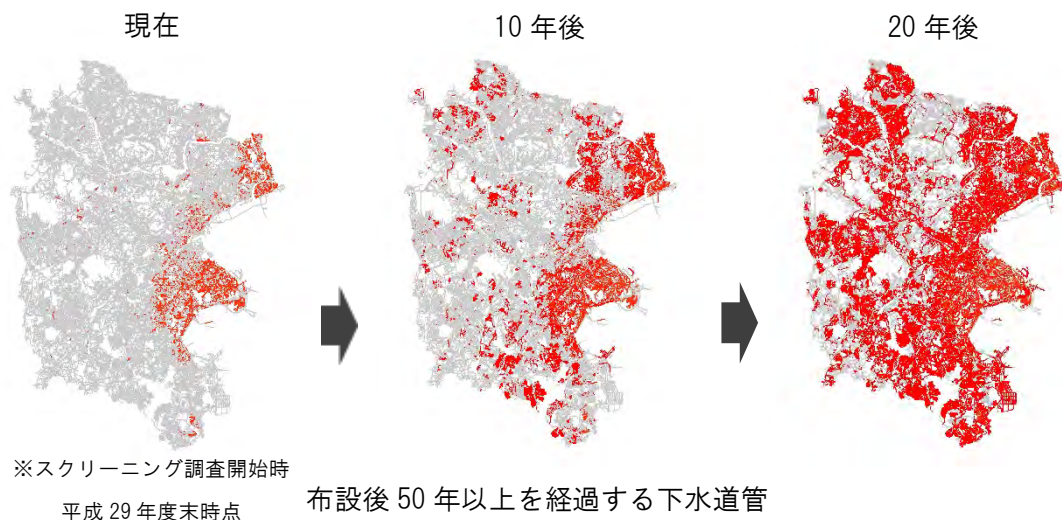 現在
10 年後
20 年後
※スクリーニング調査開始時
平成 29 年度末時点
布設後 50 年以上を経過する下水道管